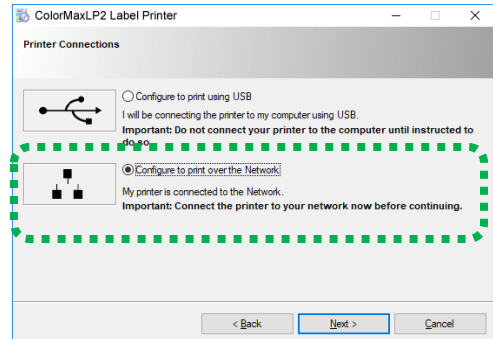 ColorMaxLP2 Label Printer
Printer Connections
Configure to print using USB
I will be connecting the printer to my computer using USB.
Important: Do not connect your printer to the computer until instructed to
do so.
Configure to print over the Network
My printer is connected to the Network.
Important: Connect the printer to your network now before continuing.
< Back Next > Cancel